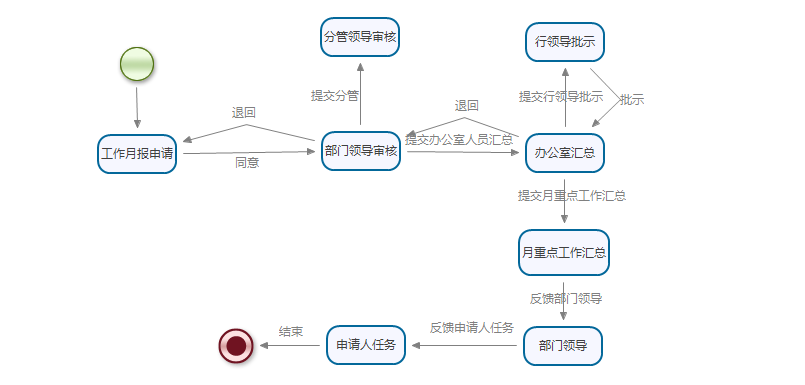 分管领导审核
行领导批示
提交分管
提交行领导批示
批示
退回
退回
工作月报申请
同意
部门领导审核
提交办公室人员汇总
办公室汇总
提交月重点工作汇总
月重点工作汇总
反馈部门领导
结束
申请人任务
反馈申请人任务
部门领导